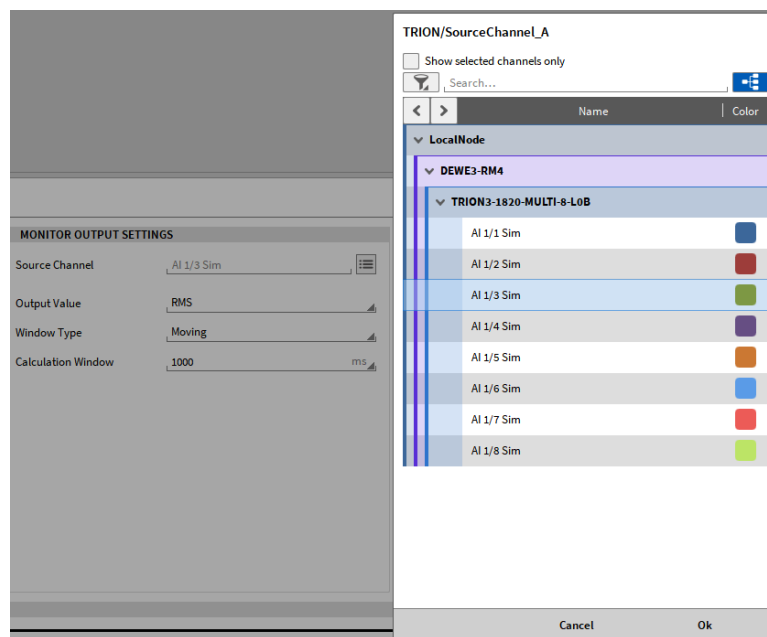 TRION/SourceChannel_A
Show selected channels only
Search...
Name Color
LocalNode
DEWE3-RM4
TRION3-1820-MULTI-8-L0B
AI 1/1 Sim
AI 1/2 Sim
AI 1/3 Sim
AI 1/4 Sim
AI 1/5 Sim
AI 1/6 Sim
AI 1/7 Sim
AI 1/8 Sim
Cancel Ok
MONITOR OUTPUT SETTINGS
Source Channel AI 1/3 Sim
Output Value RMS
Window Type Moving
Calculation Window 1000 ms